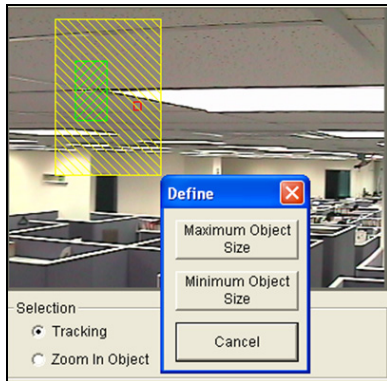 Define
Maximum Object
Size
Minimum Object
Size
Cancel
Selection
Tracking
Zoom In Object